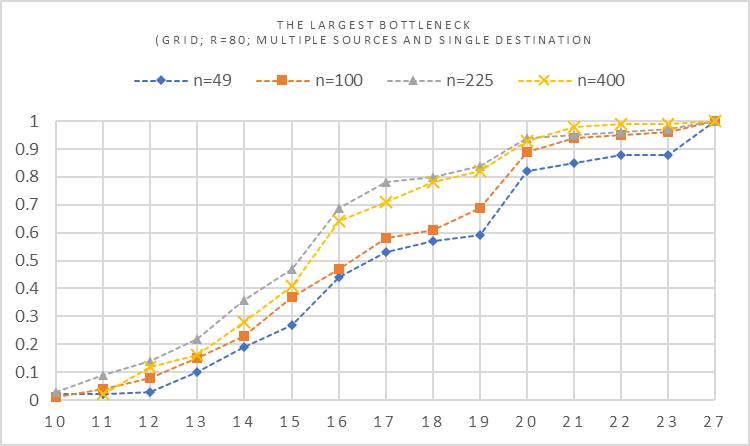 THE LARGEST BOTTLENECK
(GRID; R=80; MULTIPLE SOURCES AND SINGLE DESTINATION
n=49 n=100 n=225 n=400
1
0.9
0.8
0.7
0.6
0.5
0.4
0.3
0.2
0.1
0
10 11 12 13 14 15 16 17 18 19 20 21 22 23 27